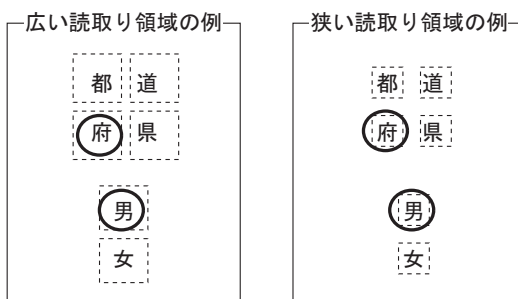 広い読取り領域の例
都 道
府 県
男
女
狭い読取り領域の例
都 道
府 県
男
女